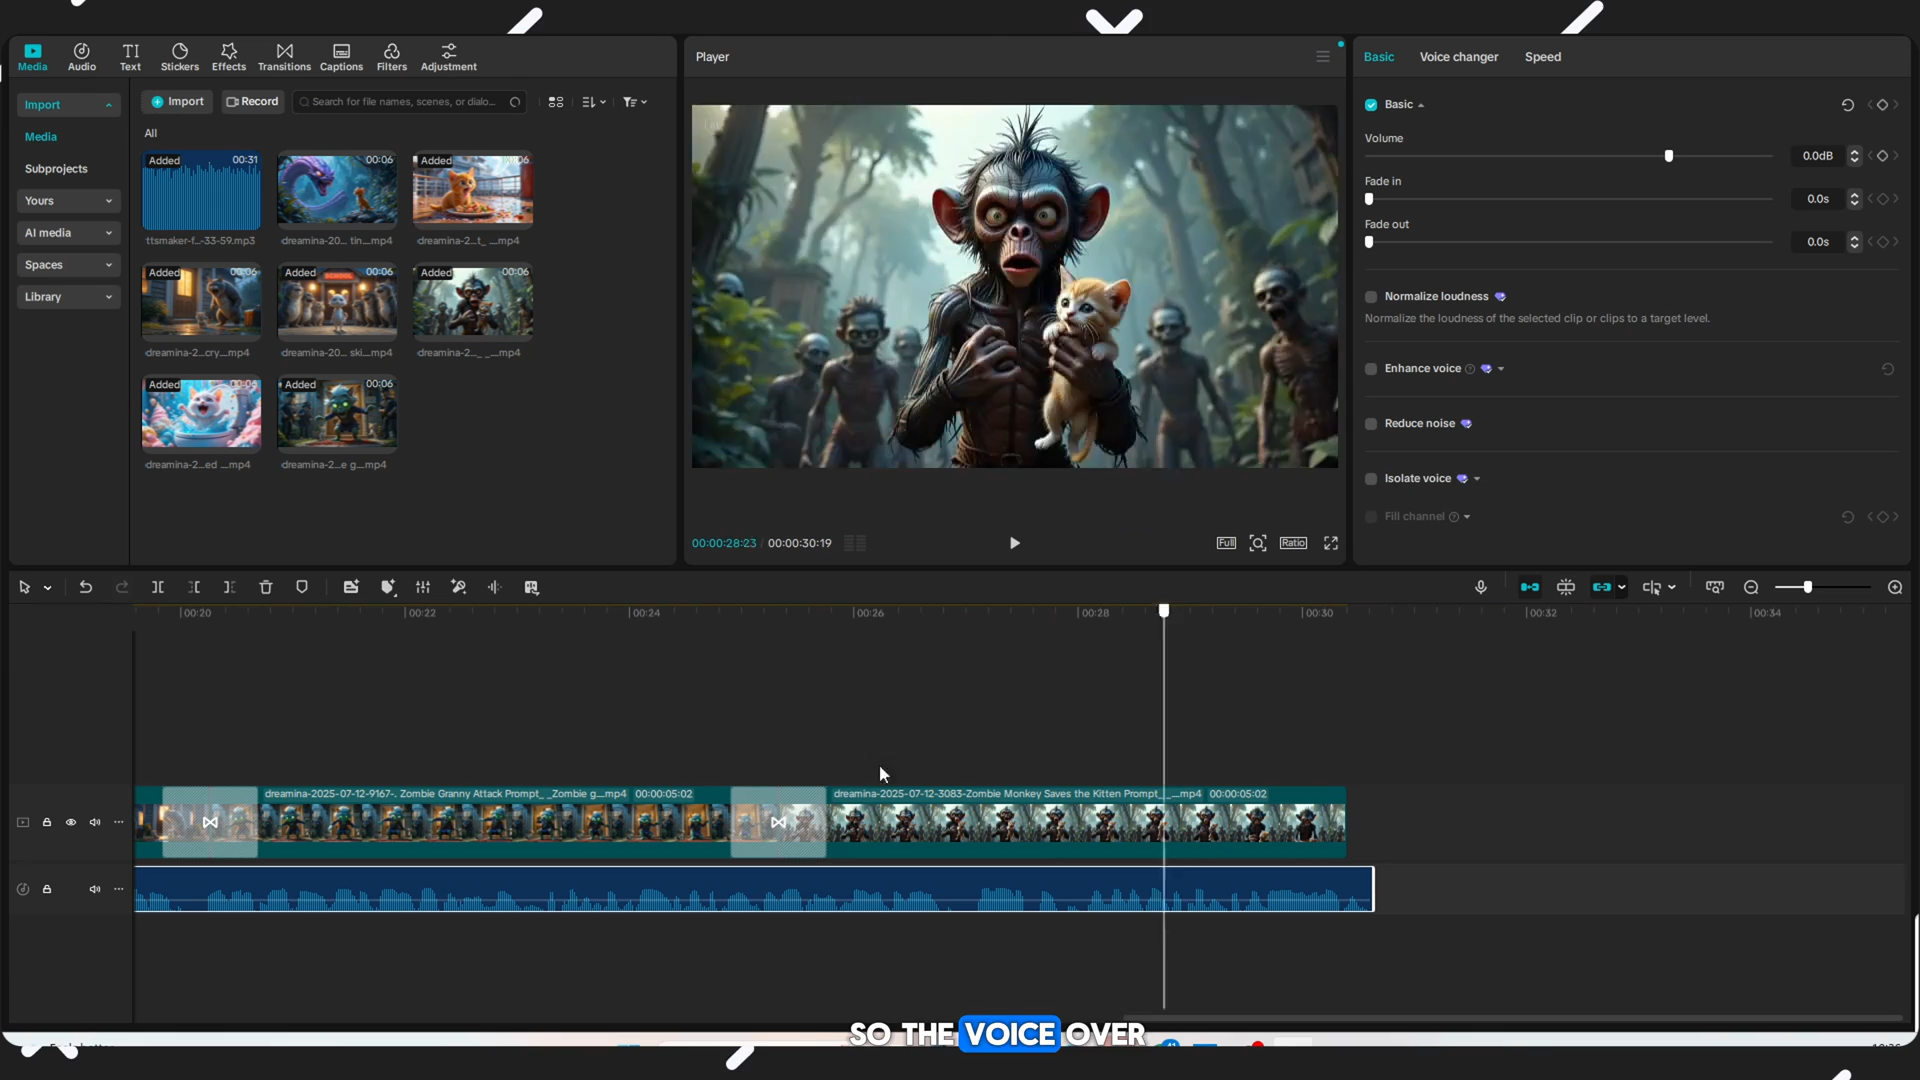 Media
Audio
Text
Stickers
Effects
Transitions
Captions
Filters
Adjustment
Import
Media
Subprojects
Yours
AI media
Spaces
Library
Import
Record
Search for file names, scenes, or dialo...
All
Added 00:31
00:06
Added 00:06
ttsmaker-f...-33-59.mp3
dreamina-20... tin...mp4
dreamina-2...t_ ...mp4
Added 00:06
Added 00:06
Added 00:06
dreamina-2...cry...mp4
dreamina-20... ski...mp4
dreamina-2..._ _...mp4
Added 00:06
Added 00:06
dreamina-2...ed ...mp4
dreamina-2...e g...mp4
Player
00:00:28:23 / 00:00:30:19
Full
Ratio
Basic
Voice changer
Speed
Basic
Volume
0.0dB
Fade in
0.0s
Fade out
0.0s
Normalize loudness
Normalize the loudness of the selected clip or clips to a target level.
Enhance voice
Reduce noise
Isolate voice
Fill channel
00:20
00:22
00:24
00:26
00:28
00:30
00:32
00:34
dreamina-2025-07-12-9167-. Zombie Granny Attack Prompt_ _Zombie g...mp4 00:00:05:02
dreamina-2025-07-12-3083-Zombie Monkey Saves the Kitten Prompt__...mp4 00:00:05:02
SO THE VOICE OVER